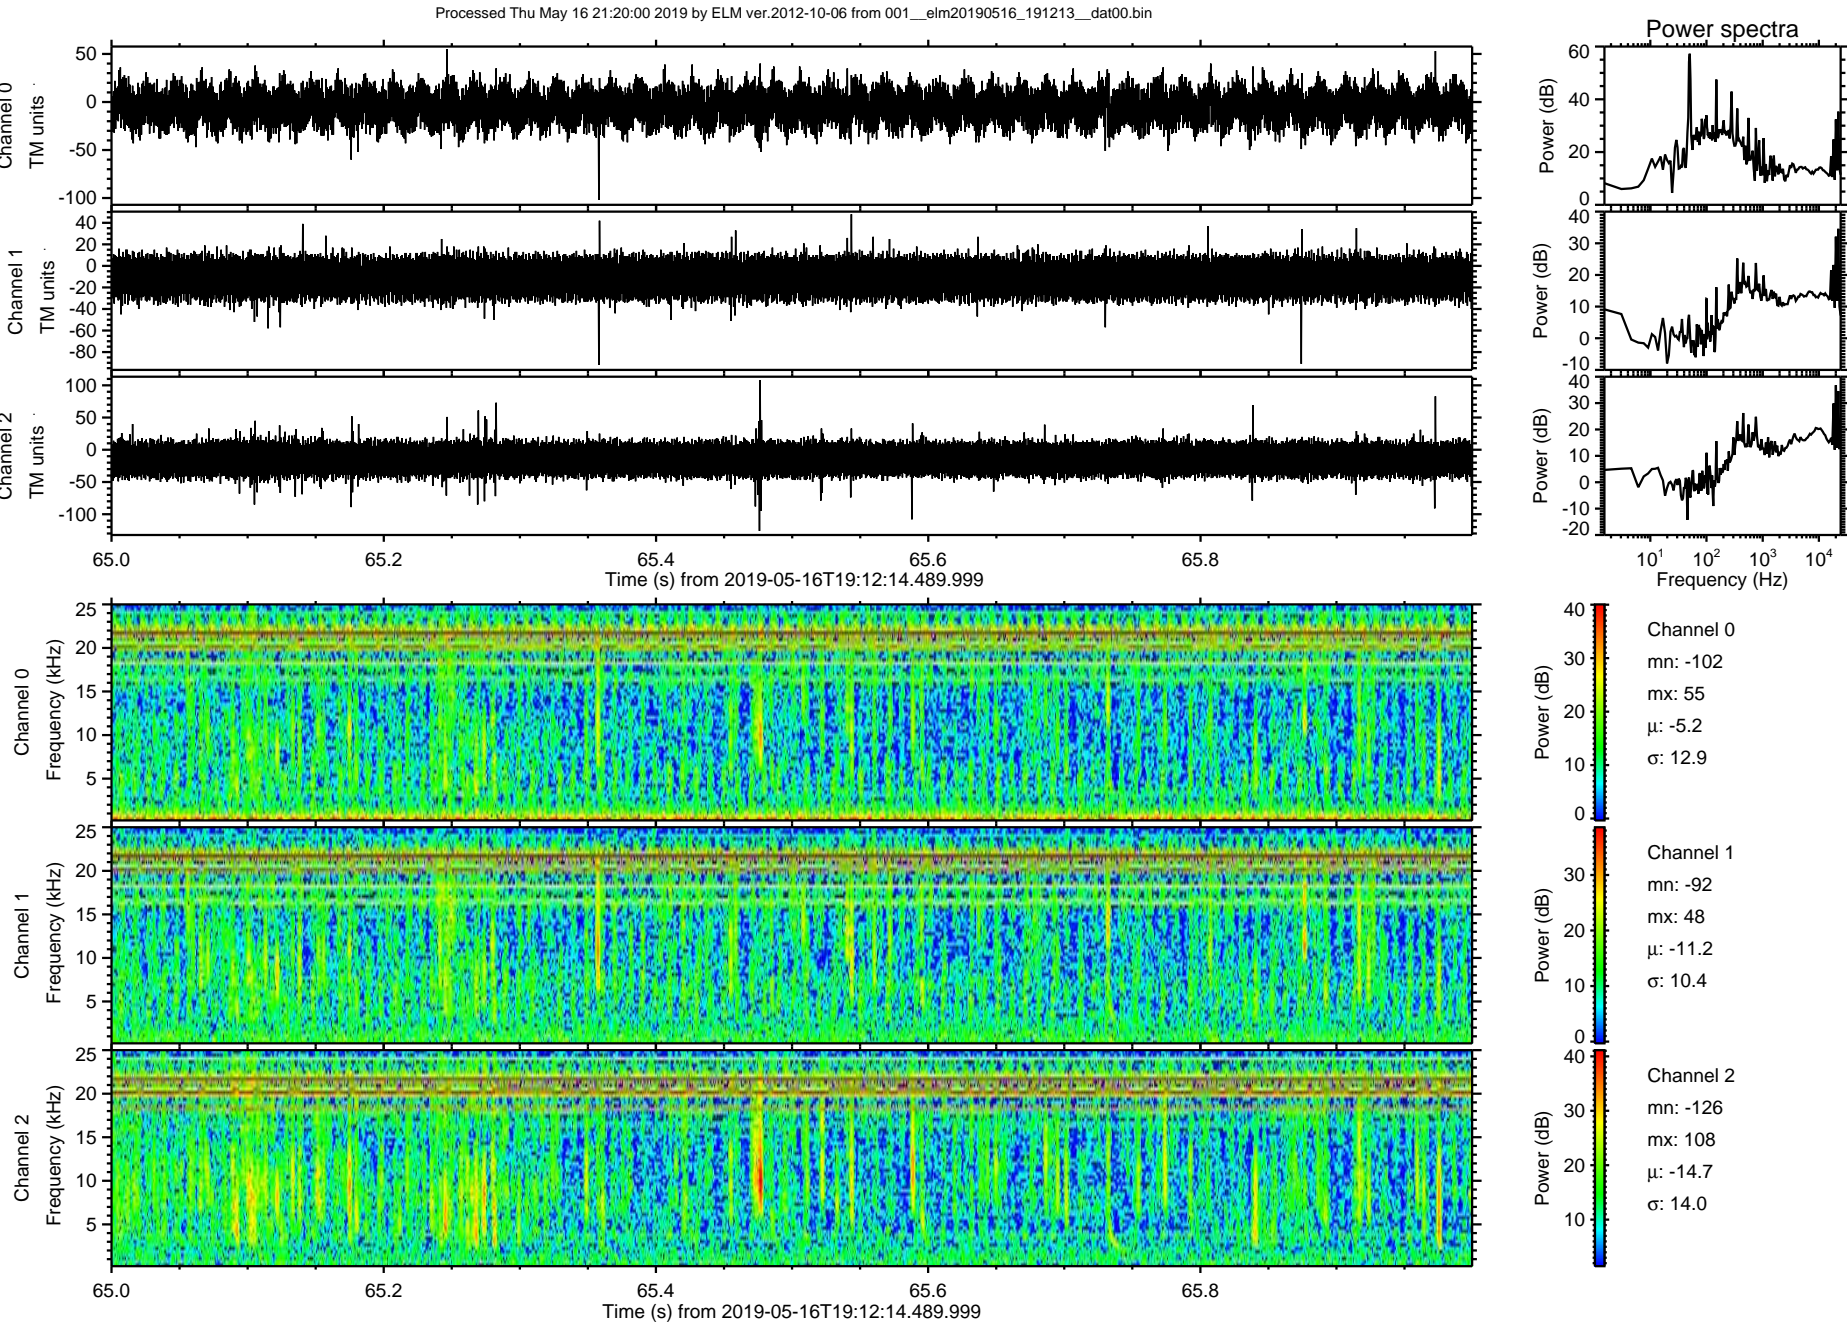 Processed Thu May 16 21:20:00 2019 by ELM ver.2012-10-06 from 001__elm20190516_191213__dat00.bin
Power spectra
Channel 0
TM units
50
0
-50
-100
Power (dB)
60
40
20
0
Channel 1
TM units
40
20
0
-20
-40
-60
-80
Power (dB)
40
30
20
10
0
-10
Channel 2
TM units
100
50
0
-50
-100
Power (dB)
40
30
20
10
0
-10
-20
65.0 65.2 65.4 65.6 65.8
Time (s) from 2019-05-16T19:12:14.489.999
10¹ 10² 10³ 10⁴
Frequency (Hz)
Channel 0
Frequency (kHz)
25
20
15
10
5
Power (dB)
40
30
20
10
0
Channel 0
mn: -102
mx: 55
μ: -5.2
σ: 12.9
Channel 1
Frequency (kHz)
25
20
15
10
5
Power (dB)
30
20
10
0
Channel 1
mn: -92
mx: 48
μ: -11.2
σ: 10.4
Channel 2
Frequency (kHz)
25
20
15
10
5
Power (dB)
40
30
20
10
Channel 2
mn: -126
mx: 108
μ: -14.7
σ: 14.0
65.0 65.2 65.4 65.6 65.8
Time (s) from 2019-05-16T19:12:14.489.999